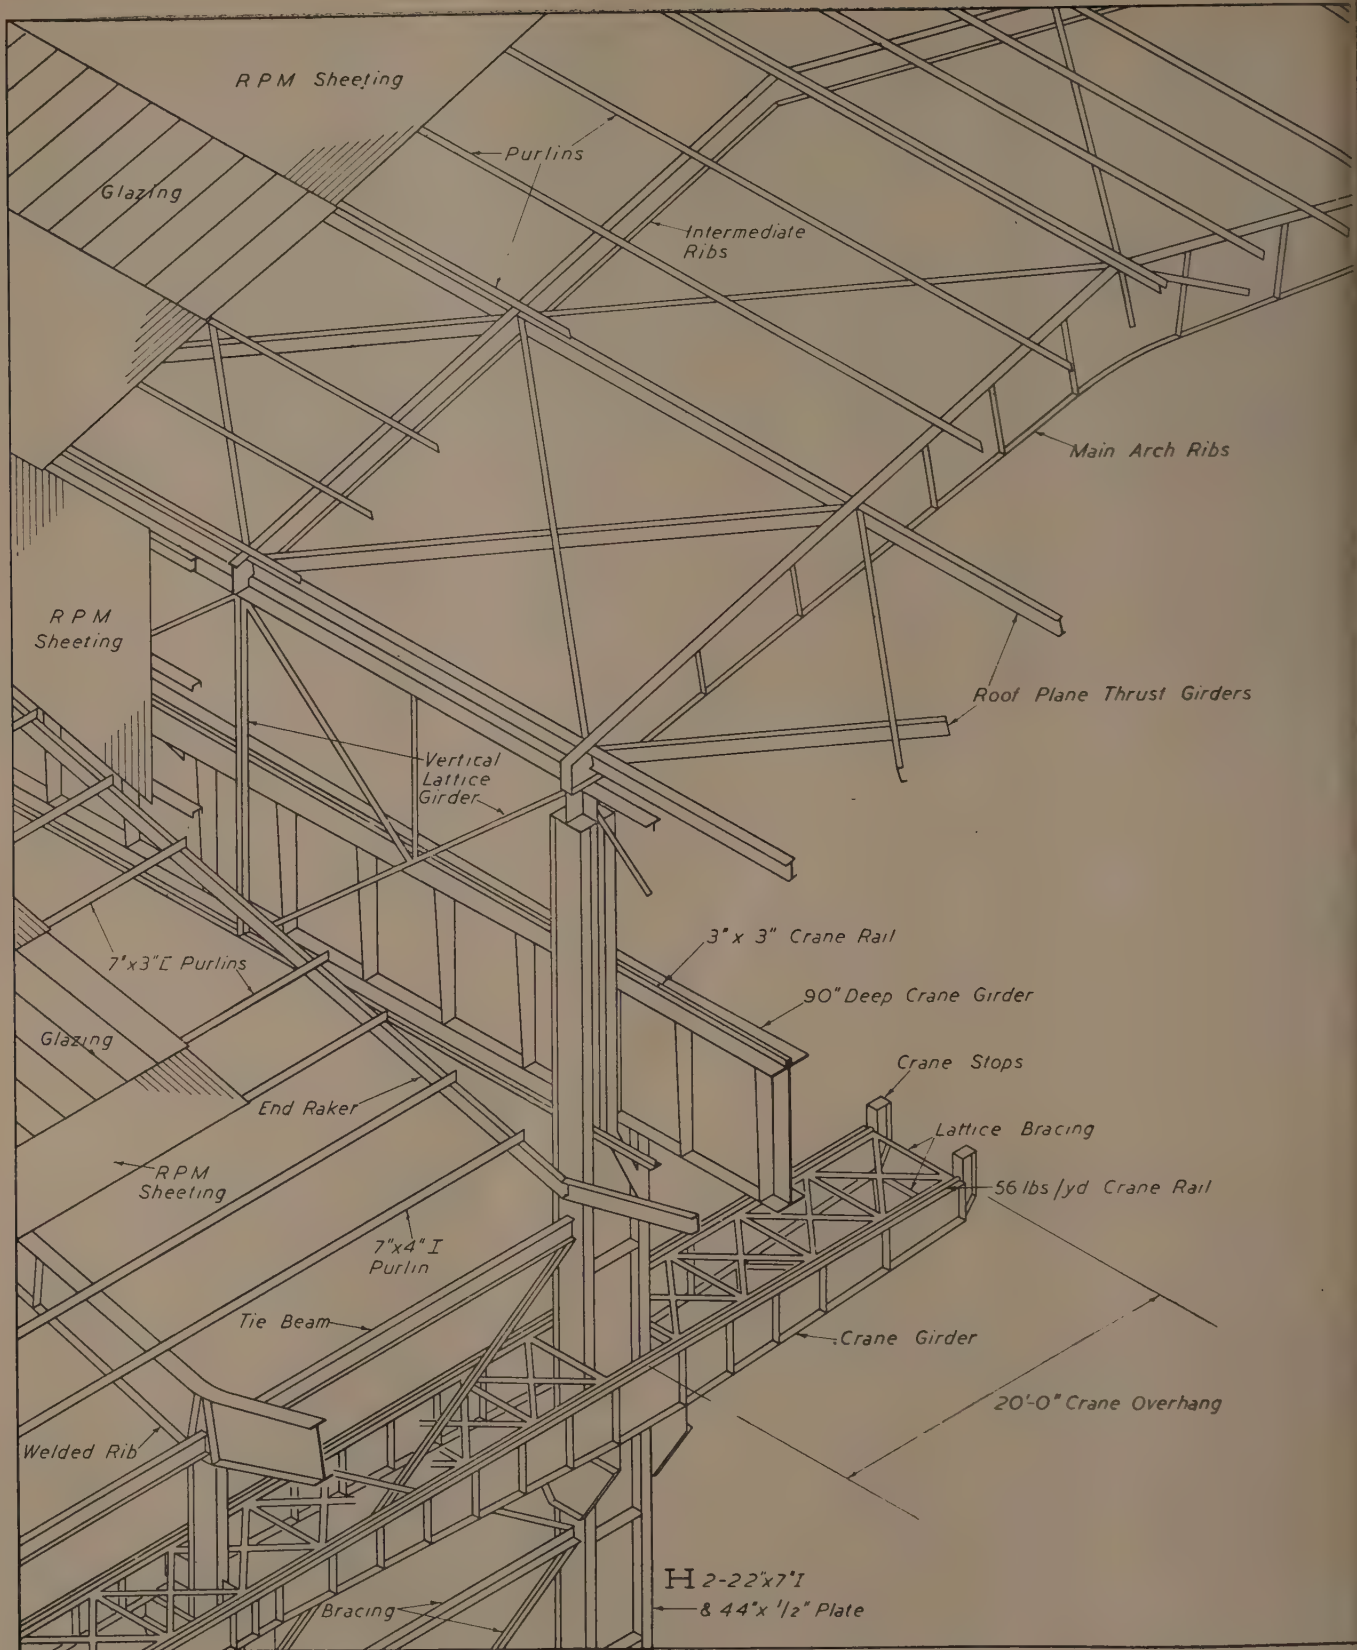 R P M Sheeting
Purlins
Glazing
Intermediate
Ribs
Main Arch Ribs
R P M
Sheeting
Roof Plane Thrust Girders
Vertical
Lattice
Girder
3" x 3" Crane Rail
7"x3"[ Purlins
90" Deep Crane Girder
Glazing
Crane Stops
End Raker
Lattice Bracing
RPM
Sheeting
56 lbs/yd Crane Rail
7"x4" I
Purlin
Tie Beam
Crane Girder
20'-0" Crane Overhang
Welded Rib
H 2-22"x7"I
& 44"x 1/2" Plate
Bracing